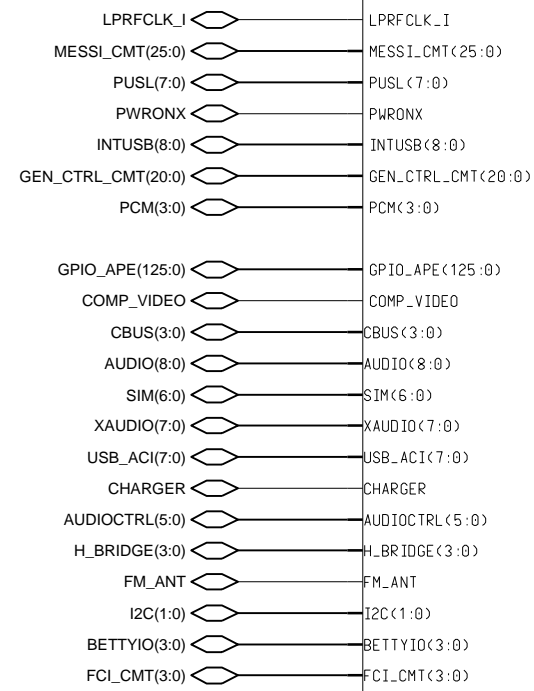 LPRFCLK_I LPRFCLK_I
MESSI_CMT(25:0) MESSI_CMT(25:0)
PUSL(7:0) PUSL(7:0)
PWRONX PWRONX
INTUSB(8:0) INTUSB(8:0)
GEN_CTRL_CMT(20:0) GEN_CTRL_CMT(20:0)
PCM(3:0) PCM(3:0)
GPIO_APE(125:0) GPIO_APE(125:0)
COMP_VIDEO COMP_VIDEO
CBUS(3:0) CBUS(3:0)
AUDIO(8:0) AUDIO(8:0)
SIM(6:0) SIM(6:0)
XAUDIO(7:0) XAUDIO(7:0)
USB_ACI(7:0) USB_ACI(7:0)
CHARGER CHARGER
AUDIOCTRL(5:0) AUDIOCTRL(5:0)
H_BRIDGE(3:0) H_BRIDGE(3:0)
FM_ANT FM_ANT
I2C(1:0) I2C(1:0)
BETTYIO(3:0) BETTYIO(3:0)
FCI_CMT(3:0) FCI_CMT(3:0)